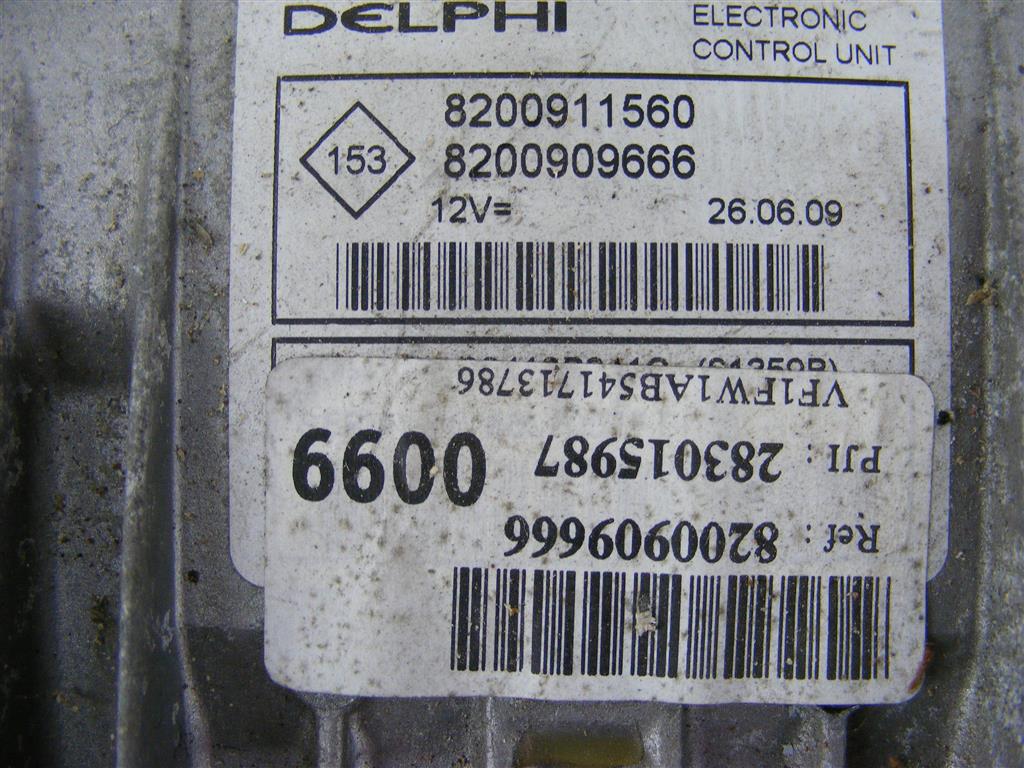 DELPHI
ELECTRONIC
CONTROL UNIT
153
8200911560
8200909666
12V=
26.06.09
Ref : 8200909666
PJI : 283015987
0099
VF1FW1AB541713786